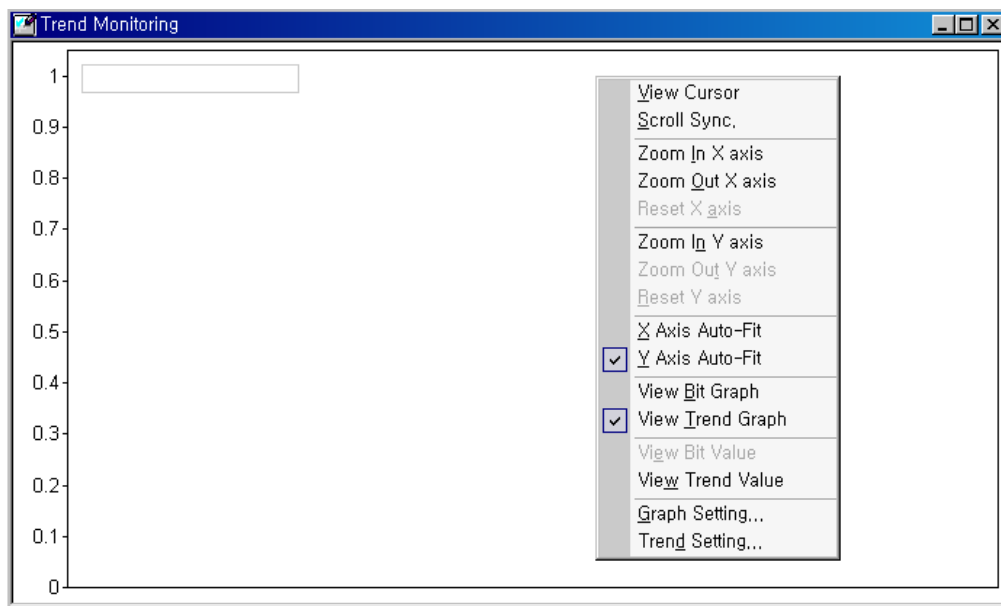 Trend Monitoring
1
0.9
0.8
0.7
0.6
0.5
0.4
0.3
0.2
0.1
0
View Cursor
Scroll Sync.
Zoom In X axis
Zoom Out X axis
Reset X axis
Zoom In Y axis
Zoom Out Y axis
Reset Y axis
X Axis Auto-Fit
Y Axis Auto-Fit
View Bit Graph
View Trend Graph
View Bit Value
View Trend Value
Graph Setting...
Trend Setting...